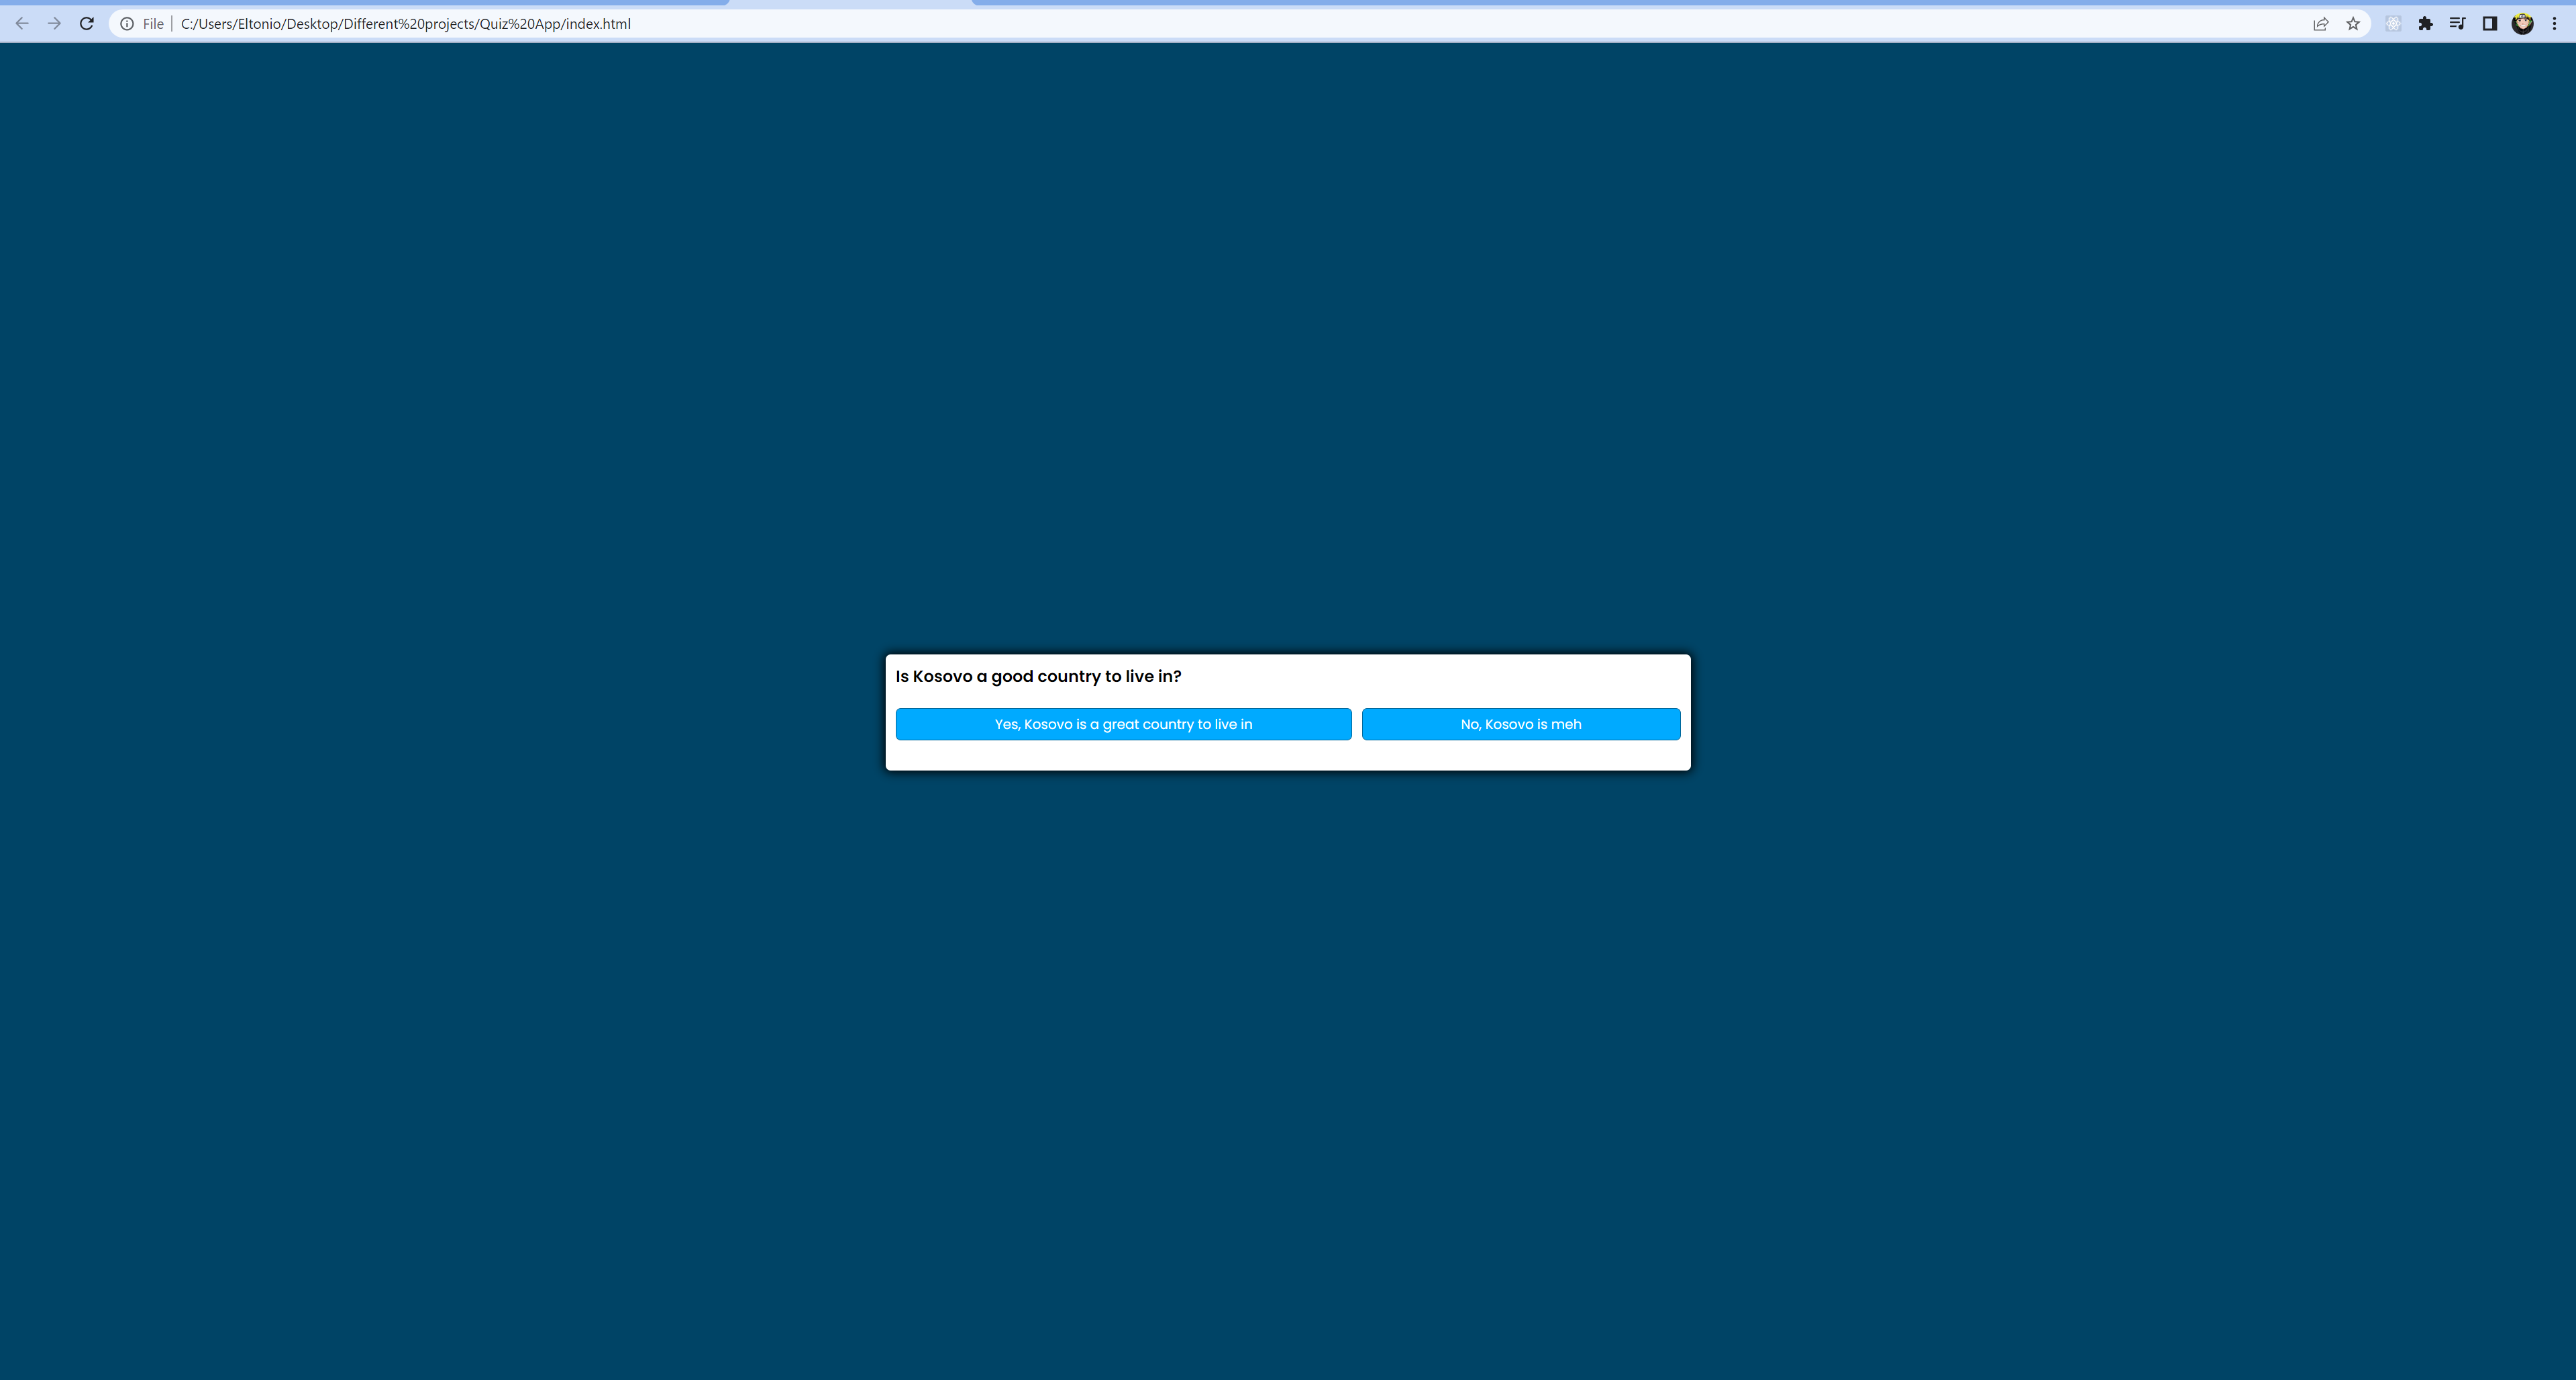 File C:/Users/Eltonio/Desktop/Different%20projects/Quiz%20App/index.html
Is Kosovo a good country to live in?
Yes, Kosovo is a great country to live in
No, Kosovo is meh